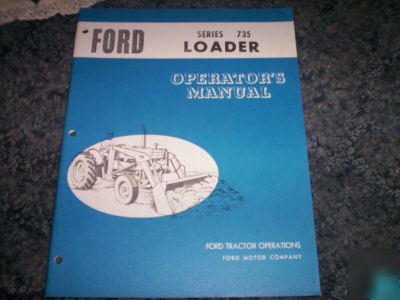 FORD
SERIES 735
LOADER
OPERATOR'S
MANUAL
FORD TRACTOR OPERATIONS
FORD MOTOR COMPANY